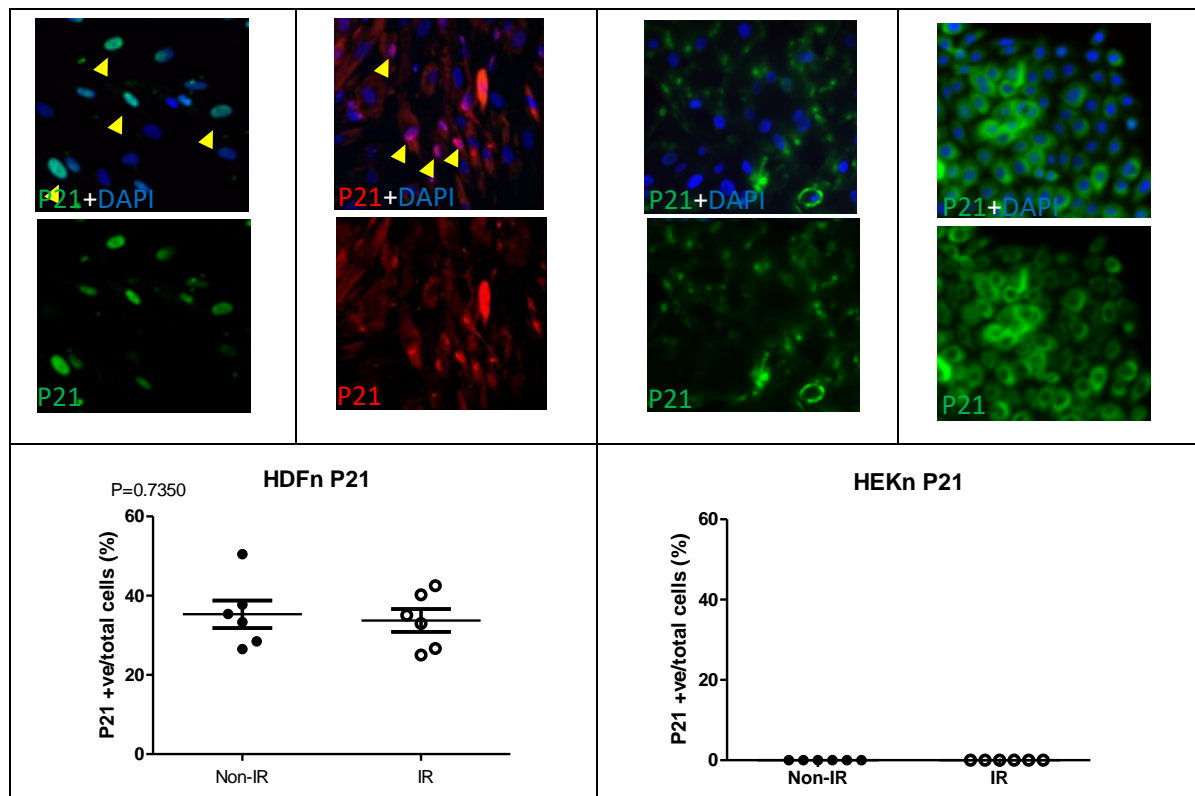 P21+DAPI
P21+DAPI
P21+DAPI
P21+DAPI
P21
P21
P21
P21
P=0.7350
HDFn P21
P21 +ve/total cells (%)
60
40
20
0
Non-IR
IR
HEKn P21
P21 +ve/total cells (%)
60
40
20
0
Non-IR
IR